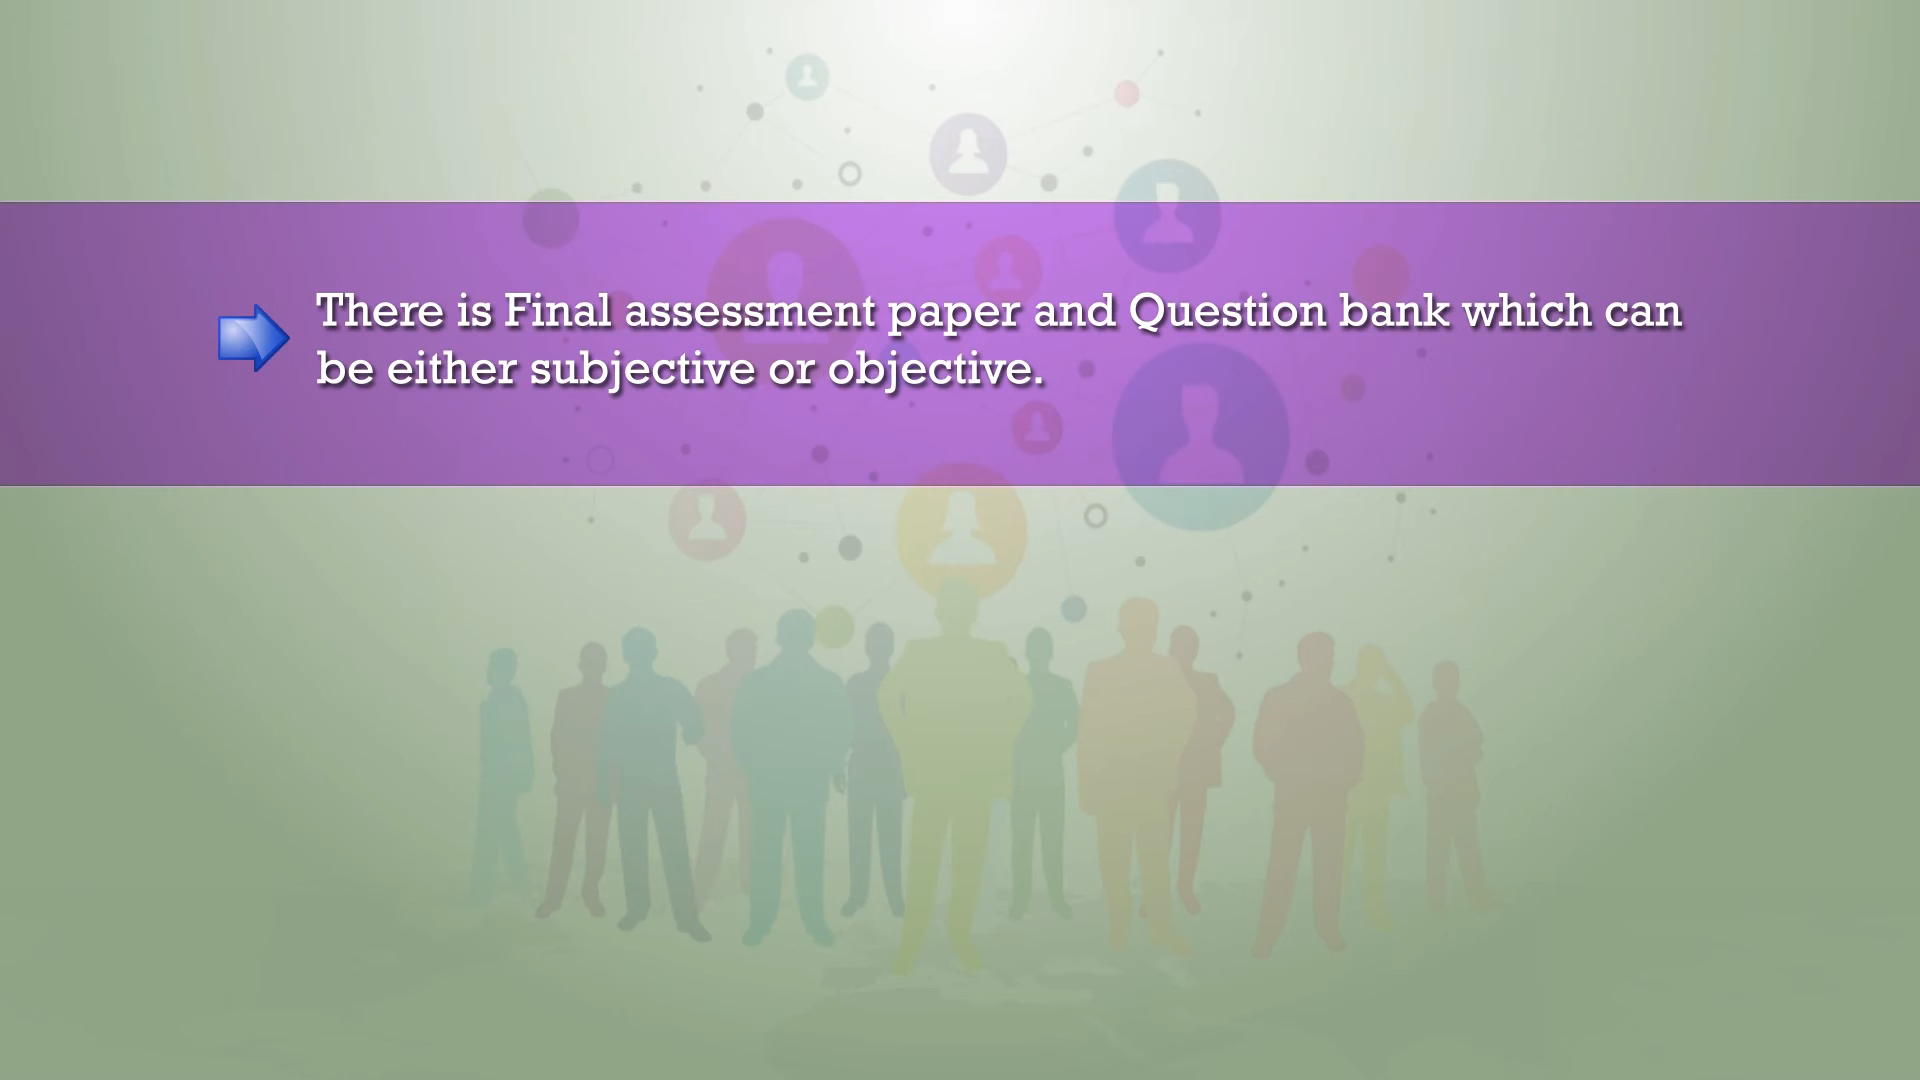 There is Final assessment paper and Question bank which can
be either subjective or objective.